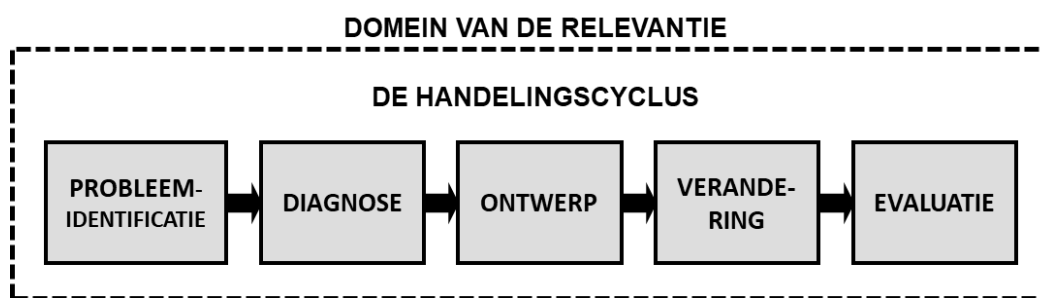 DOMEIN VAN DE RELEVANTIE
DE HANDELINGSCYCLUS
PROBLEEM-
IDENTIFICATIE
DIAGNOSE
ONTWERP
VERANDE-
RING
EVALUATIE